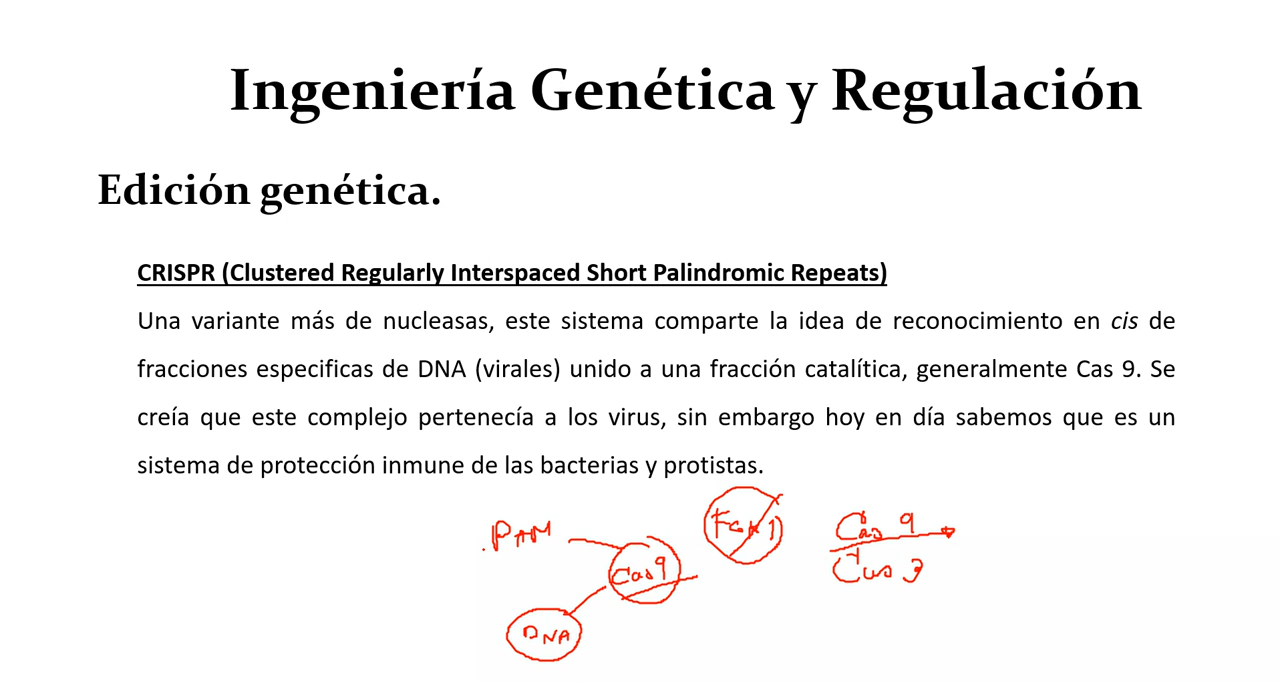 Ingeniería Genética y Regulación
Edición genética.
CRISPR (Clustered Regularly Interspaced Short Palindromic Repeats)
Una variante más de nucleasas, este sistema comparte la idea de reconocimiento en cis de
fracciones especificas de DNA (virales) unido a una fracción catalítica, generalmente Cas 9. Se
creía que este complejo pertenecía a los virus, sin embargo hoy en día sabemos que es un
sistema de protección inmune de las bacterias y protistas.
PAM
Cas9
DNA
Cas 9
Cas 3